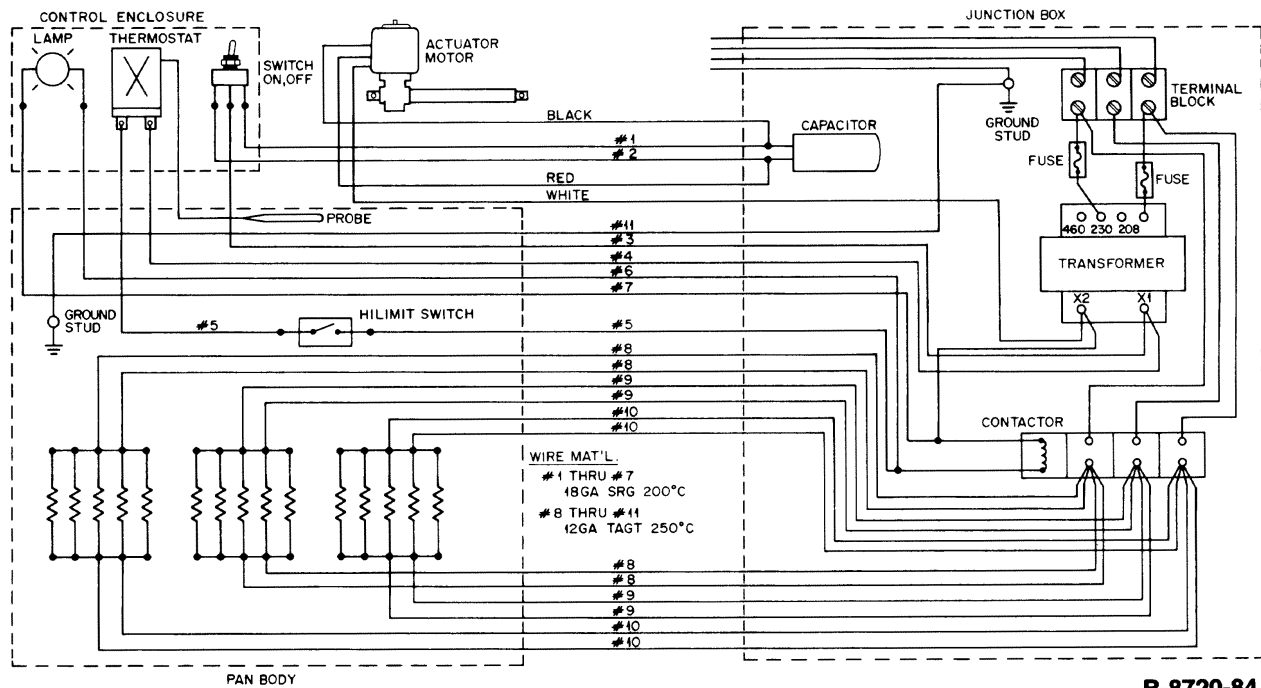 CONTROL ENCLOSURE
JUNCTION BOX
LAMP
THERMOSTAT
SWITCH
ON,OFF
ACTUATOR
MOTOR
TERMINAL
BLOCK
GROUND
STUD
BLACK
CAPACITOR
#1
#2
FUSE
FUSE
RED
WHITE
PROBE
#11
#3
#4
#6
#7
460 230 208
TRANSFORMER
X2
X1
GROUND
STUD
#5
HILIMIT SWITCH
#5
#8
#8
#9
#9
#10
#10
CONTACTOR
WIRE MAT'L.
#1 THRU #7
18GA SRG 200°C
#8 THRU #11
12GA TAGT 250°C
#8
#8
#9
#9
#10
#10
PAN BODY